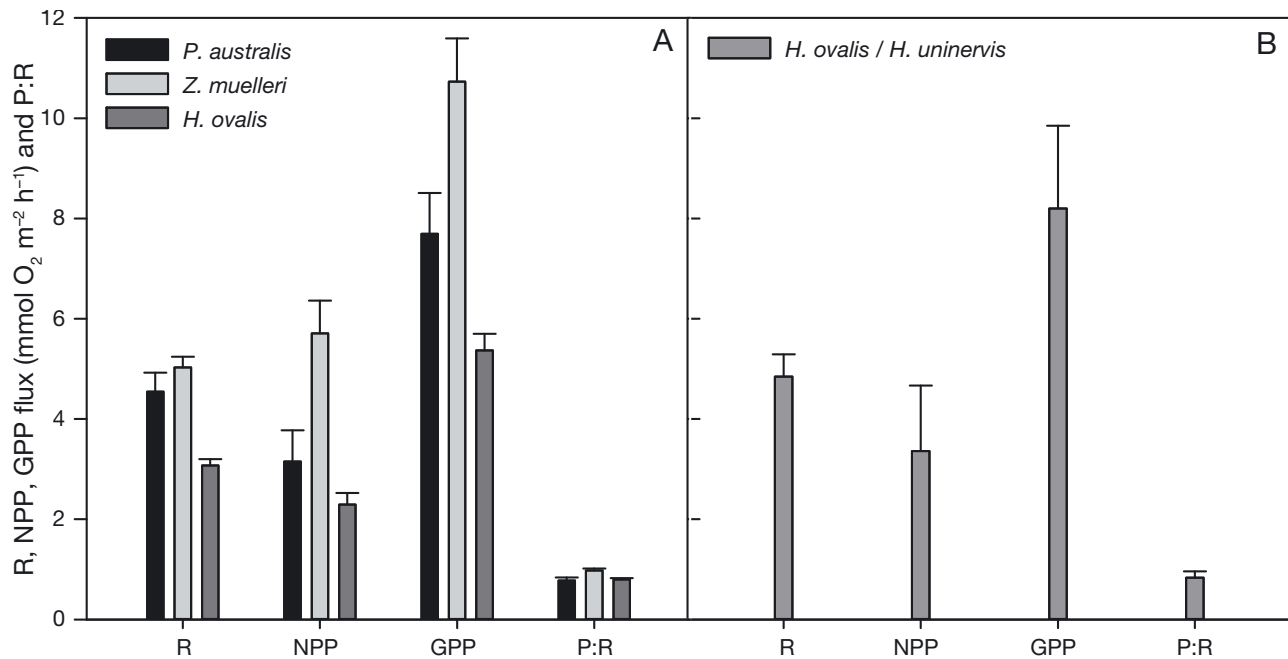 R, NPP, GPP flux (mmol O₂ m⁻² h⁻¹) and P:R
12
10
8
6
4
2
0
P. australis
Z. muelleri
H. ovalis
A
H. ovalis / H. uninervis
B
R NPP GPP P:R
R NPP GPP P:R